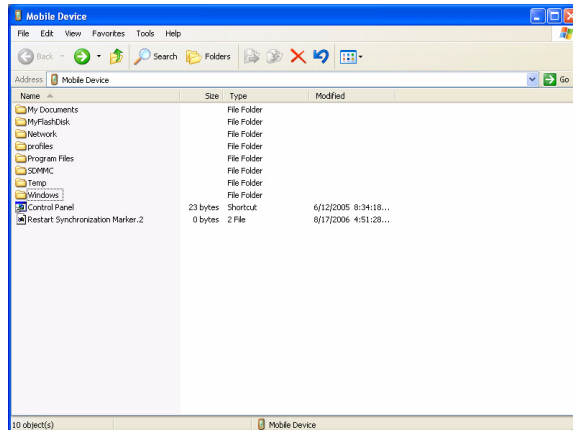 Mobile Device
File Edit View Favorites Tools Help
Back Search Folders
Address Mobile Device Go
Name Size Type Modified
My Documents File Folder
MyFlashDisk File Folder
Network File Folder
profiles File Folder
Program Files File Folder
SDMMC File Folder
Temp File Folder
Windows File Folder
Control Panel 23 bytes Shortcut 6/12/2005 8:34:18...
Restart Synchronization Marker.2 0 bytes 2 File 8/17/2006 4:51:28...
10 object(s) Mobile Device